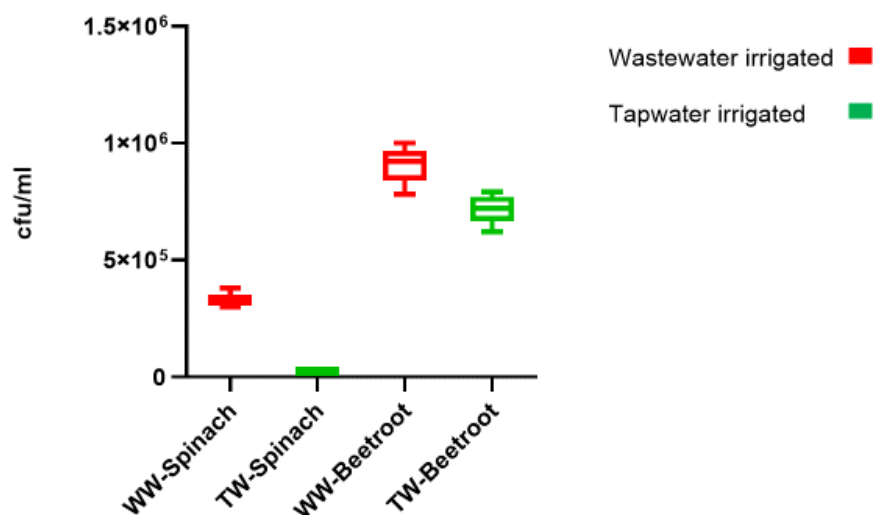 1.5×10⁶
1×10⁶
5×10⁵
0
cfu/ml
WW-Spinach
TW-Spinach
WW-Beetroot
TW-Beetroot
Wastewater irrigated
Tapwater irrigated